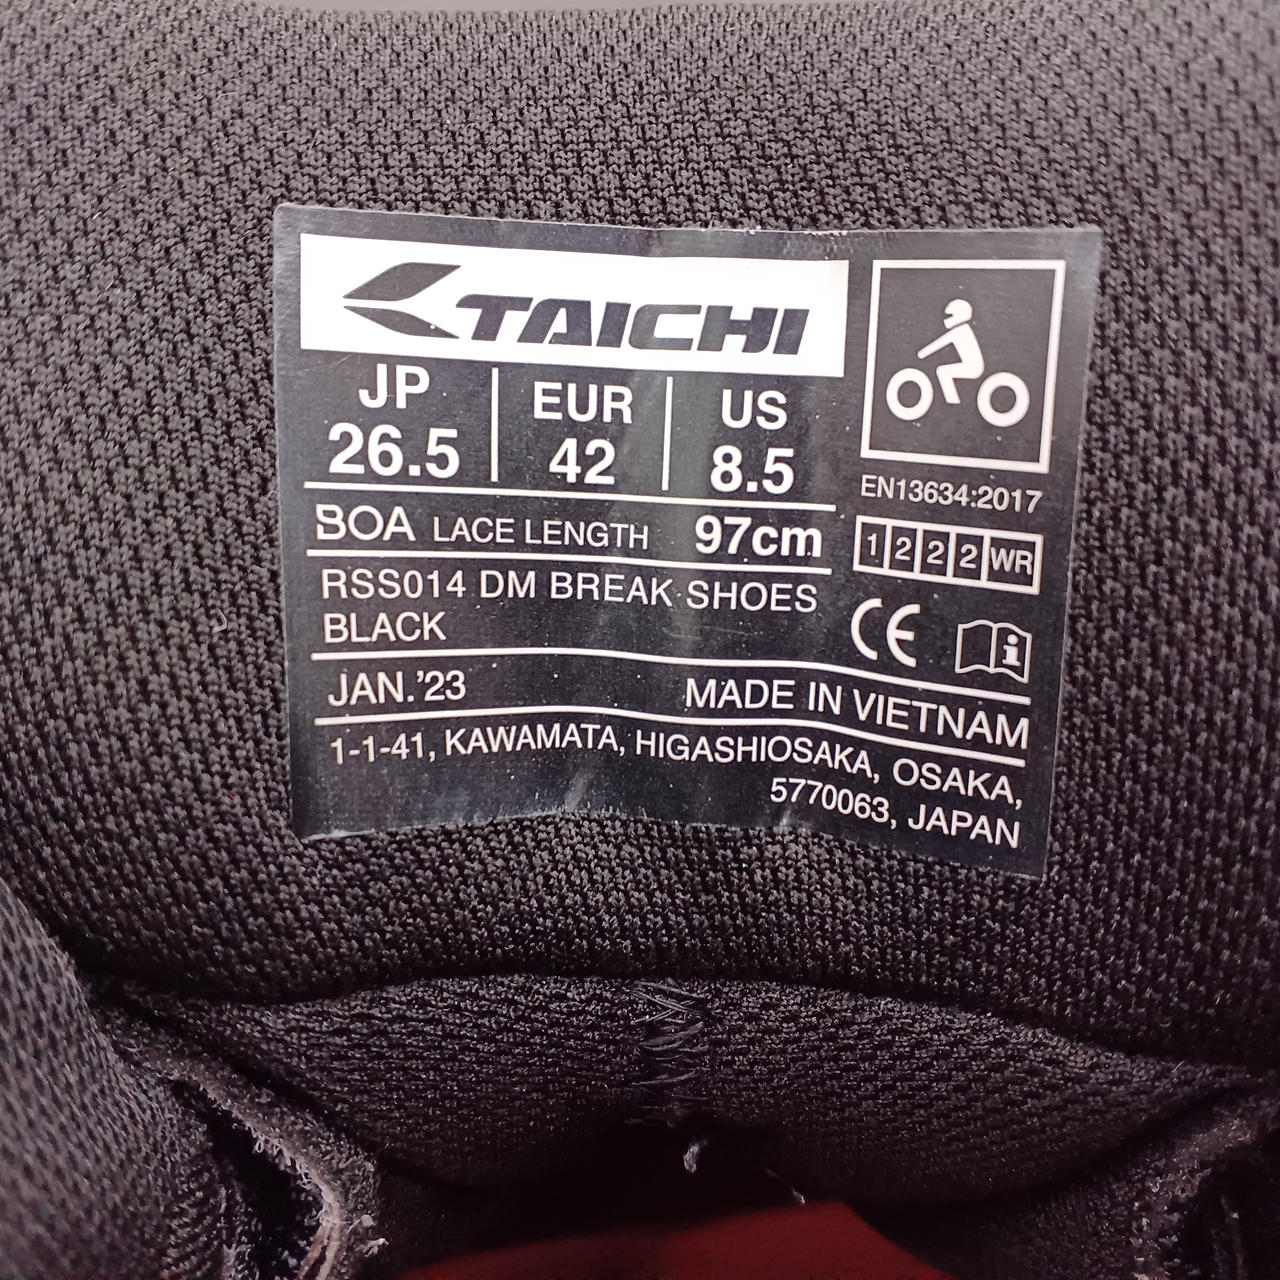 TAICHI
JP EUR US
26.5 42 8.5
EN13634:2017
BOA LACE LENGTH 97cm
1 2 2 2 WR
RSS014 DM BREAK SHOES
BLACK
CE
JAN.'23 MADE IN VIETNAM
1-1-41, KAWAMATA, HIGASHIOSAKA, OSAKA,
5770063, JAPAN